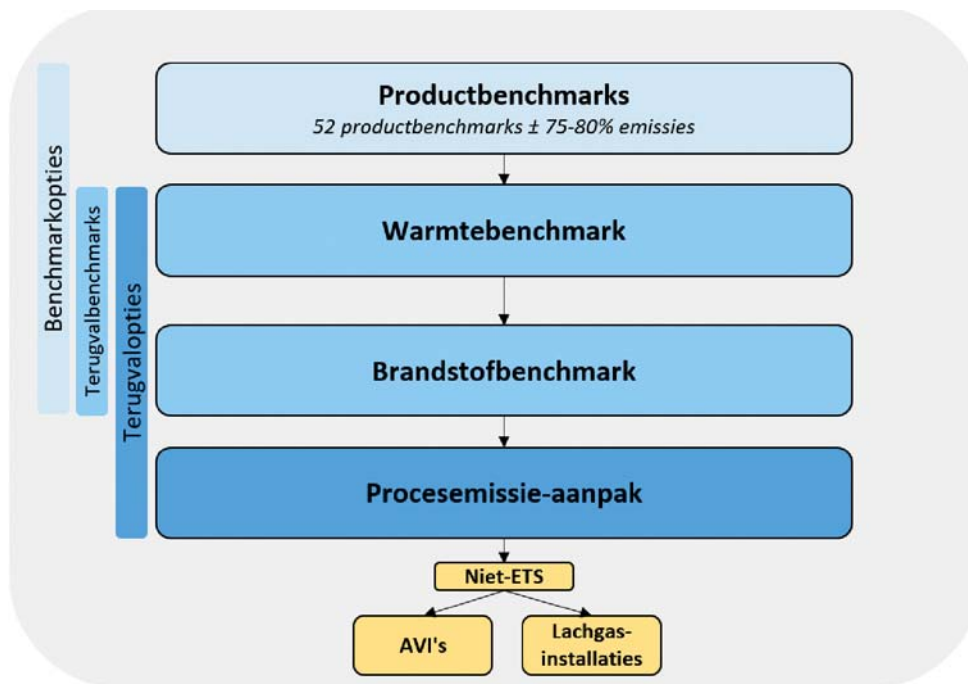 Productbenchmarks
52 productbenchmarks ± 75-80% emissies
Warmtebenchmark
Brandstofbenchmark
Procesemissie-aanpak
Benchmarkopties
Terugvalbenchmarks
Terugvalopties
Niet-ETS
AVI's
Lachgas-
installaties